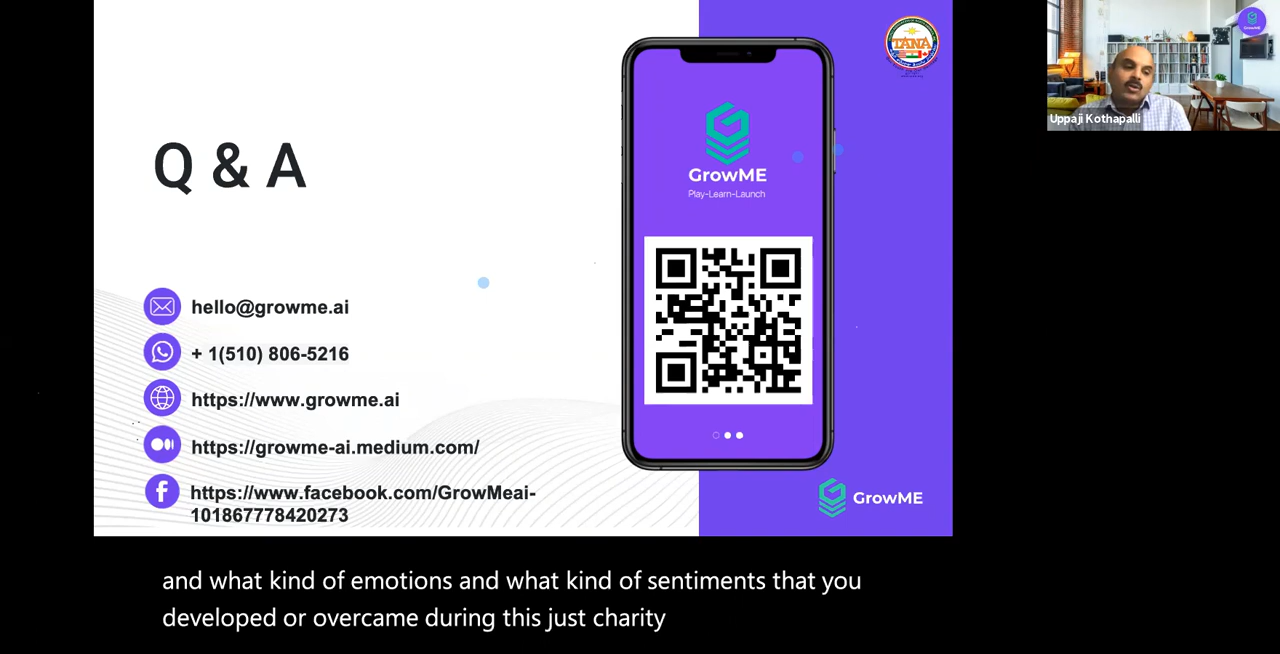 TANA
Uppaji Kothapalli
Q & A
GrowME
Play-Learn-Launch
hello@growme.ai
+ 1(510) 806-5216
https://www.growme.ai
https://growme-ai.medium.com/
https://www.facebook.com/GrowMeai-
101867778420273
GrowME
and what kind of emotions and what kind of sentiments that you
developed or overcame during this just charity